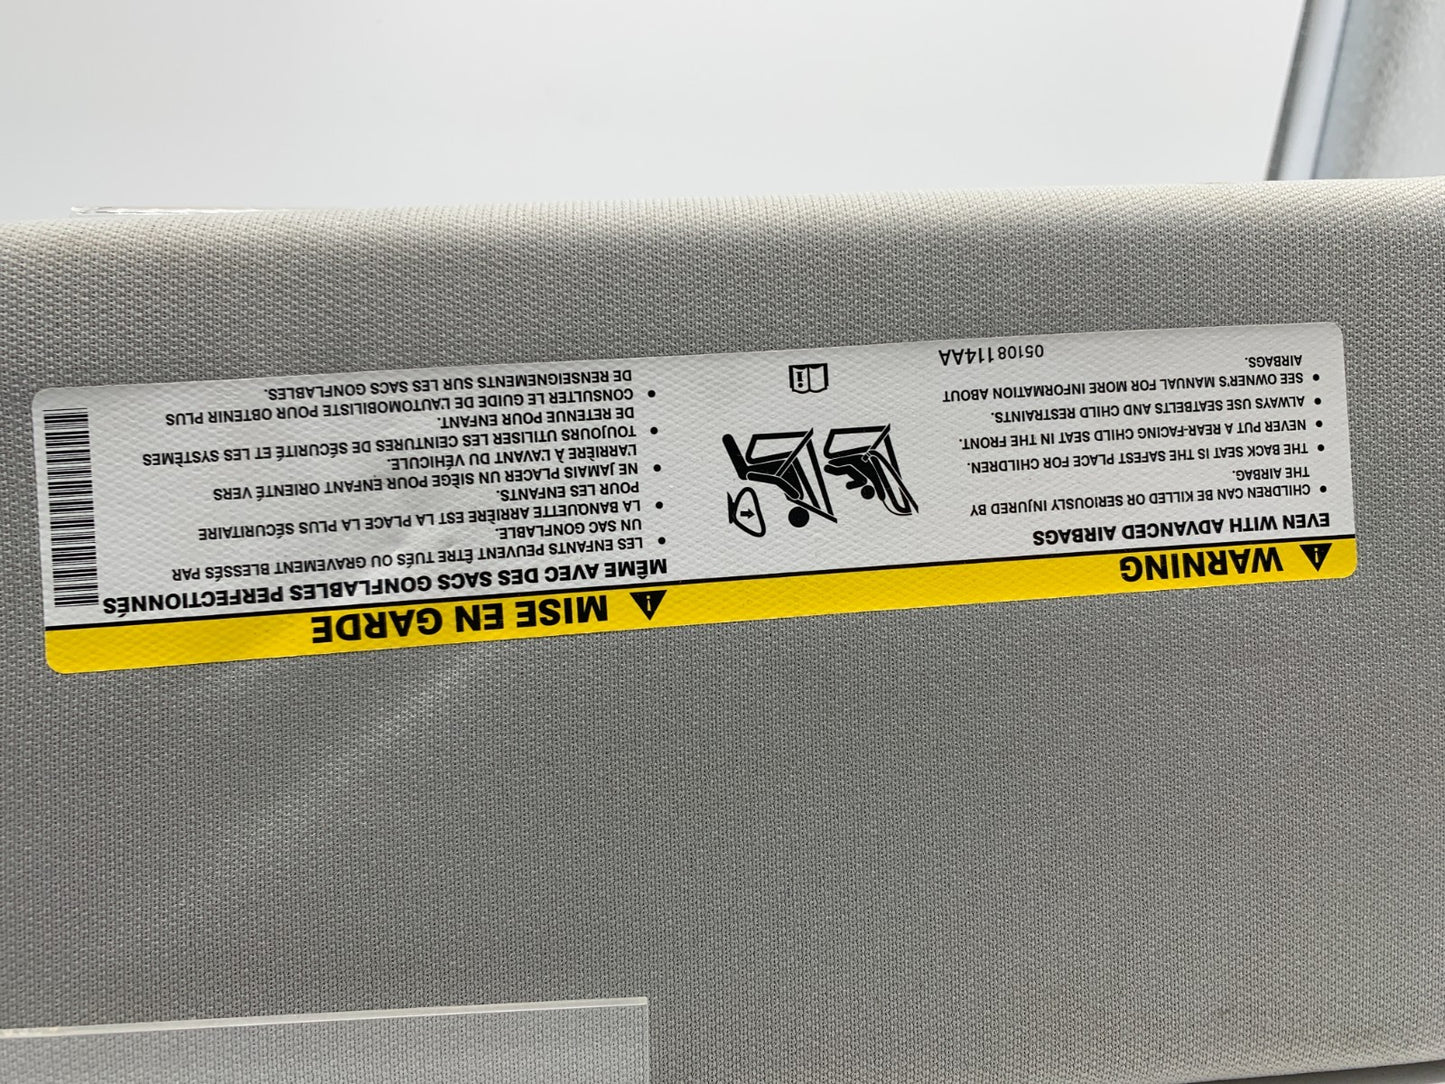 WARNING
EVEN WITH ADVANCED AIRBAGS
• CHILDREN CAN BE KILLED OR SERIOUSLY INJURED BY
THE AIRBAG.
• THE BACK SEAT IS THE SAFEST PLACE FOR CHILDREN.
• NEVER PUT A REAR-FACING CHILD SEAT IN THE FRONT.
• ALWAYS USE SEATBELTS AND CHILD RESTRAINTS.
• SEE OWNER'S MANUAL FOR MORE INFORMATION ABOUT
AIRBAGS.
05108114AA
MISE EN GARDE
MÊME AVEC DES SACS GONFLABLES PERFECTIONNÉS
• LES ENFANTS PEUVENT ÊTRE TUÉS OU GRAVEMENT BLESSÉS PAR
UN SAC GONFLABLE.
• LA BANQUETTE ARRIÈRE EST LA PLACE LA PLUS SÉCURITAIRE
POUR LES ENFANTS.
• NE JAMAIS PLACER UN SIÈGE POUR ENFANT ORIENTÉ VERS
L'ARRIÈRE À L'AVANT DU VÉHICULE.
• TOUJOURS UTILISER LES CEINTURES DE SÉCURITÉ ET LES SYSTÈMES
DE RETENUE POUR ENFANT.
• CONSULTER LE GUIDE DE L'AUTOMOBILISTE POUR OBTENIR PLUS
DE RENSEIGNEMENTS SUR LES SACS GONFLABLES.